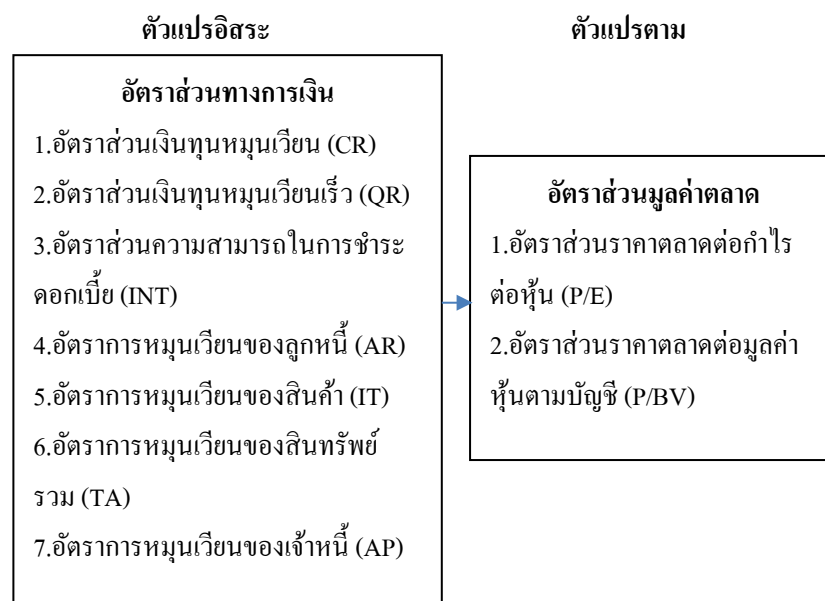 ตัวแปรอิสระ
ตัวแปรตาม
อัตราส่วนทางการเงิน
1.อัตราส่วนเงินทุนหมุนเวียน (CR)
2.อัตราส่วนเงินทุนหมุนเวียนเร็ว (QR)
3.อัตราส่วนความสามารถในการชำระ
ดอกเบี้ย (INT)
4.อัตราการหมุนเวียนของลูกหนี้ (AR)
5.อัตราการหมุนเวียนของสินค้า (IT)
6.อัตราการหมุนเวียนของสินทรัพย์
รวม (TA)
7.อัตราการหมุนเวียนของเจ้าหนี้ (AP)
อัตราส่วนมูลค่าตลาด
1.อัตราส่วนราคาตลาดต่อกำไร
ต่อหุ้น (P/E)
2.อัตราส่วนราคาตลาดต่อมูลค่า
หุ้นตามบัญชี (P/BV)